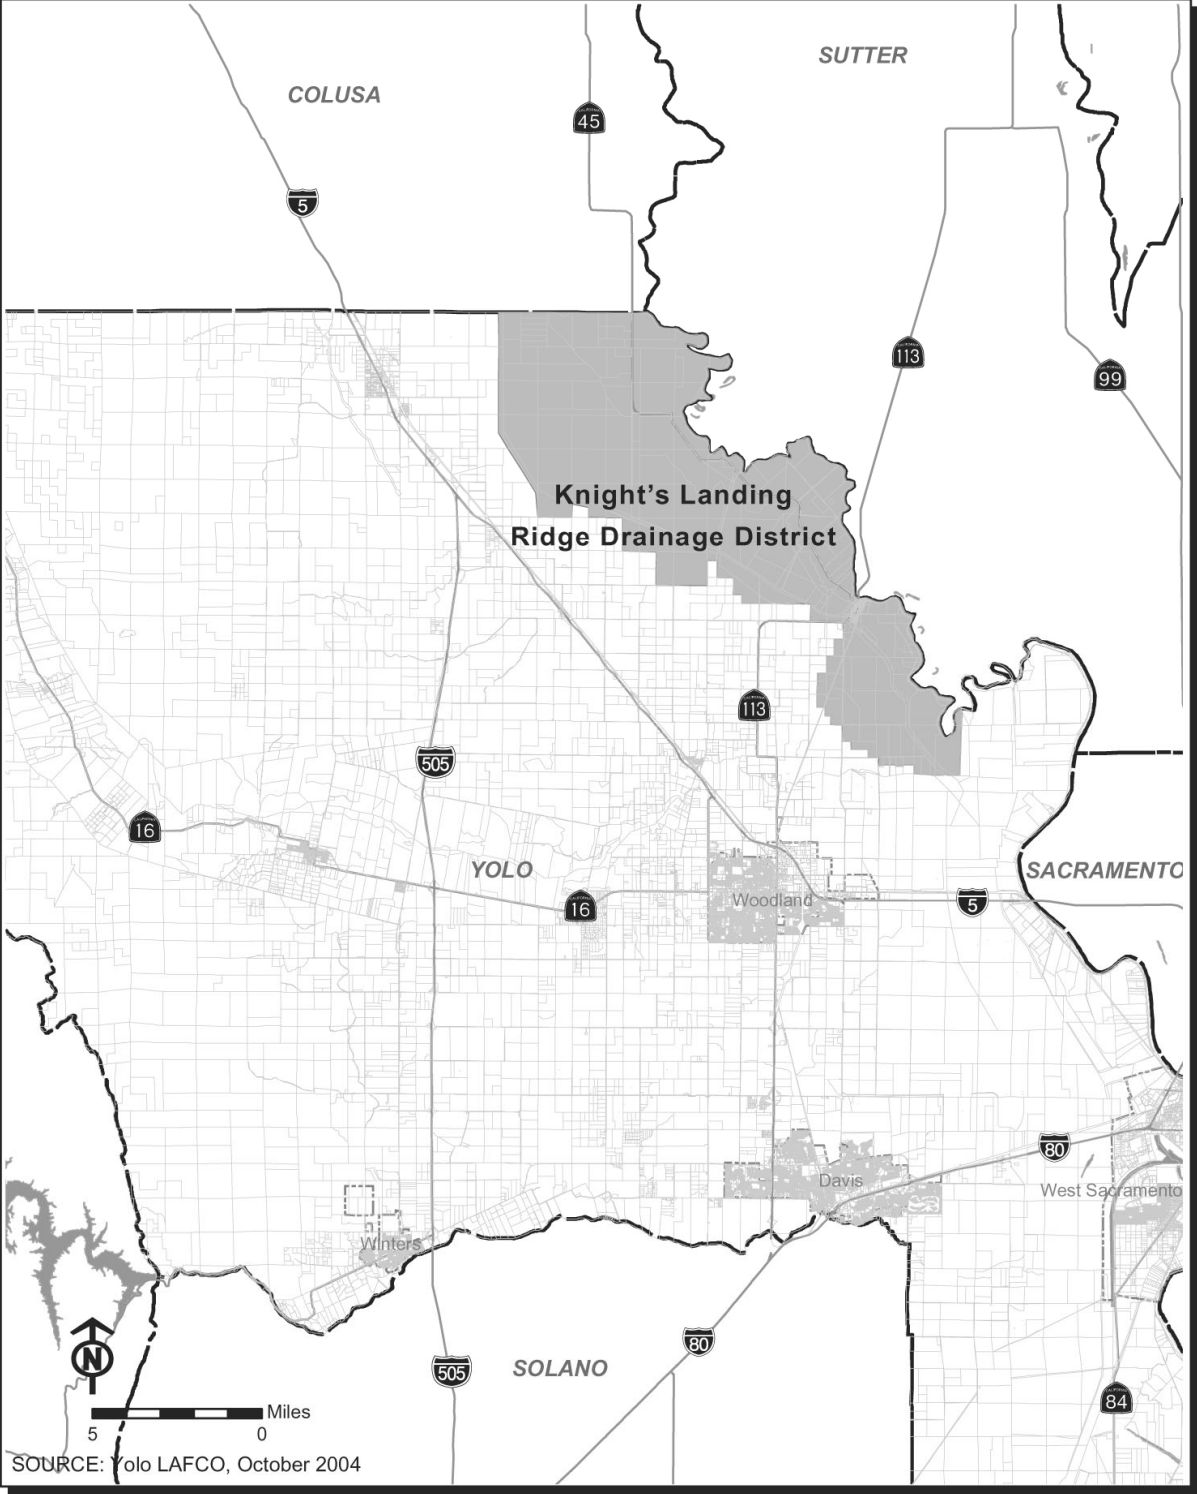 SUTTER
COLUSA
45
5
113
99
Knight's Landing
Ridge Drainage District
113
505
16
YOLO
SACRAMENTO
16
Woodland
5
80
Davis
West Sacramento
Winters
N
80
505
SOLANO
84
Miles
5 0
SOURCE: Yolo LAFCO, October 2004